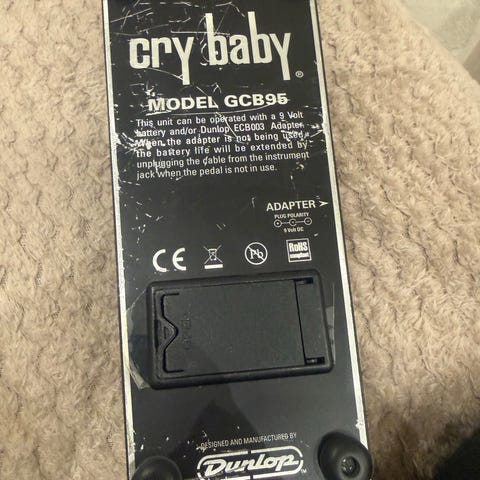 cry baby ®
MODEL GCB95
This unit can be operated with a 9 Volt
battery and/or Dunlop ECB003 Adapter.
When the adapter is not being used,
the battery life will be extended by
unplugging the cable from the instrument
jack when the pedal is not in use.
ADAPTER >
PLUG POLARITY
9 Volt DC
CE
Pb
RoHS
compliant
OPEN
DESIGNED AND MANUFACTURED BY
DUNLOP